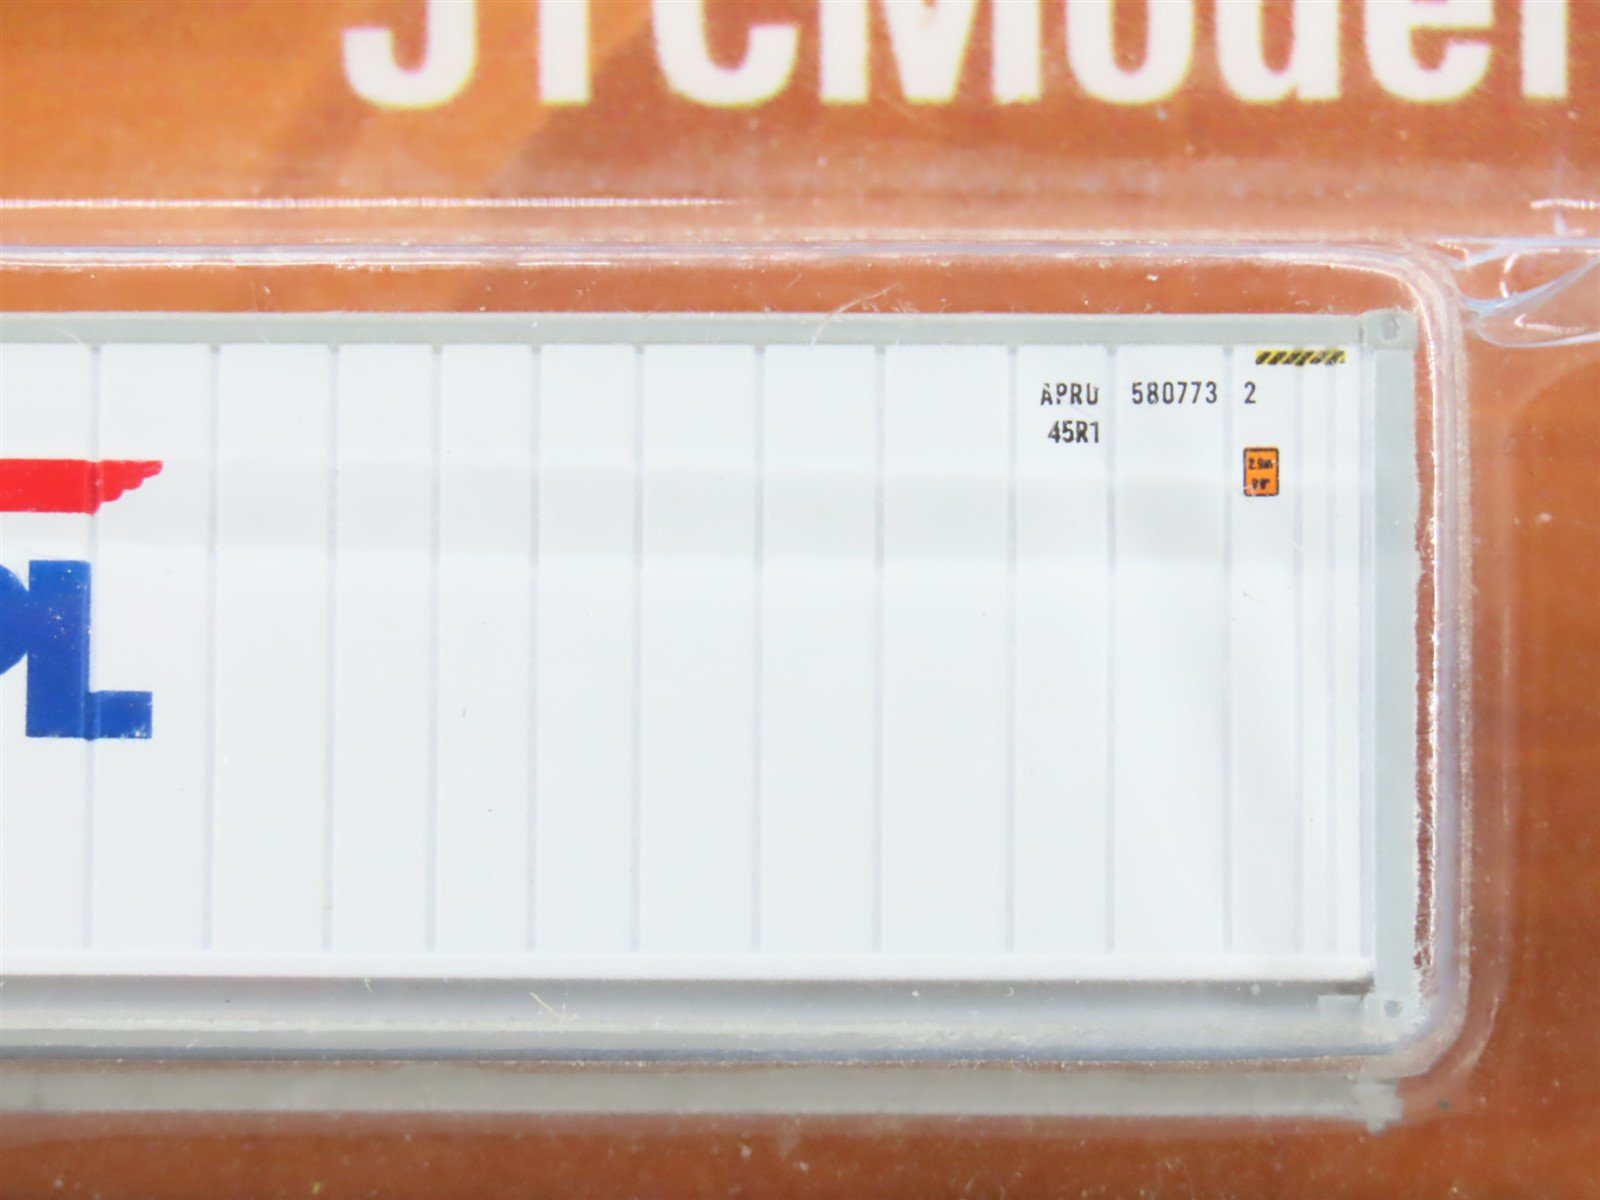 JTCModel
PL
APRU 580773 2
45R1